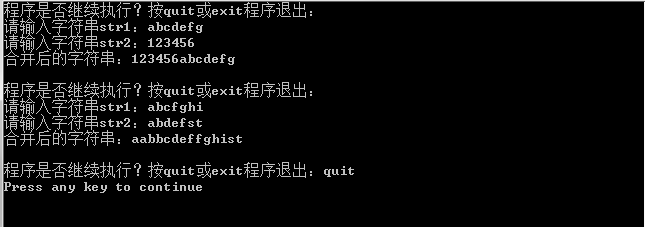 程序是否继续执行？按quit或exit程序退出：
请输入字符串str1：abcdefg
请输入字符串str2：123456
合并后的字符串：123456abcdefg
程序是否继续执行？按quit或exit程序退出：
请输入字符串str1：abcfghi
请输入字符串str2：abdefst
合并后的字符串：aabbcdeffghist
程序是否继续执行？按quit或exit程序退出：quit
Press any key to continue